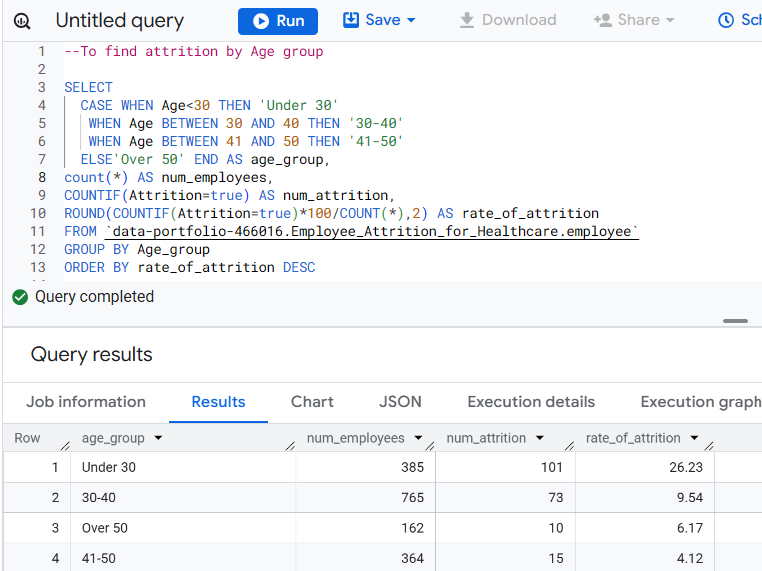 Untitled query Run Save Download Share Sch
1 --To find attrition by Age group
2
3 SELECT
4 CASE WHEN Age<30 THEN 'Under 30'
5 WHEN Age BETWEEN 30 AND 40 THEN '30-40'
6 WHEN Age BETWEEN 41 AND 50 THEN '41-50'
7 ELSE'Over 50' END AS age_group,
8 count(*) AS num_employees,
9 COUNTIF(Attrition=true) AS num_attrition,
10 ROUND(COUNTIF(Attrition=true)*100/COUNT(*),2) AS rate_of_attrition
11 FROM `data-portfolio-466016.Employee_Attrition_for_Healthcare.employee`
12 GROUP BY Age_group
13 ORDER BY rate_of_attrition DESC
Query completed
Query results
Job information Results Chart JSON Execution details Execution graph
Row age_group num_employees num_attrition rate_of_attrition
1 Under 30 385 101 26.23
2 30-40 765 73 9.54
3 Over 50 162 10 6.17
4 41-50 364 15 4.12